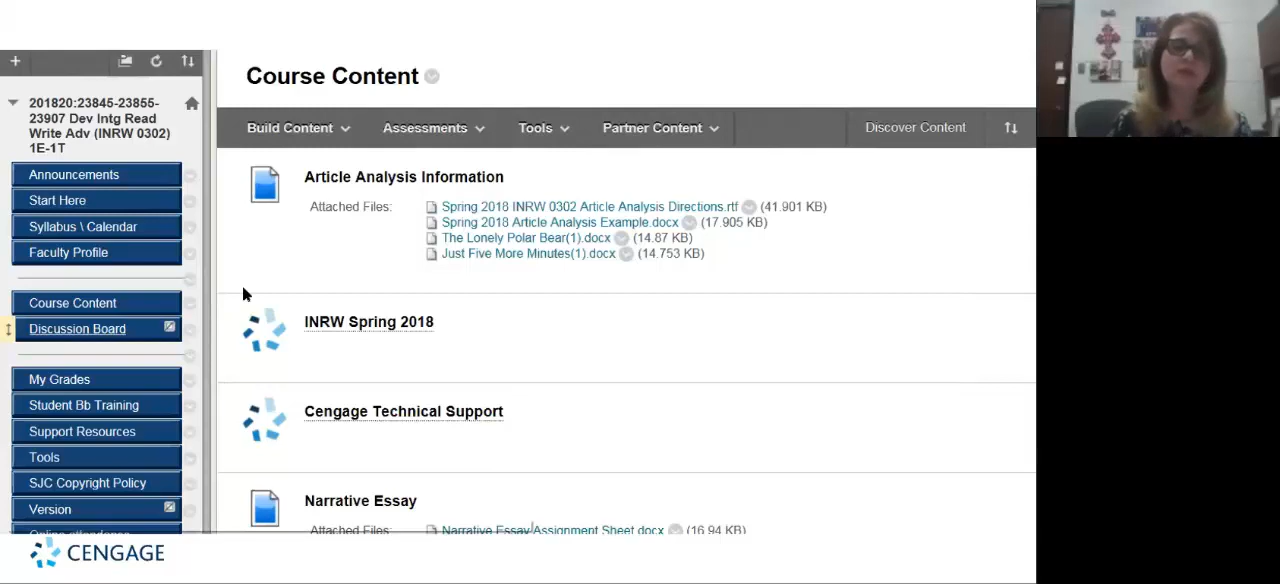 201820:23845-23855-
23907 Dev Intg Read
Write Adv (INRW 0302)
1E-1T
Announcements
Start Here
Syllabus \ Calendar
Faculty Profile
Course Content
Discussion Board
My Grades
Student Bb Training
Support Resources
Tools
SJC Copyright Policy
Version
Online attendance
Course Content
Build Content
Assessments
Tools
Partner Content
Discover Content
Article Analysis Information
Attached Files:
Spring 2018 INRW 0302 Article Analysis Directions.rtf (41.901 KB)
Spring 2018 Article Analysis Example.docx (17.905 KB)
The Lonely Polar Bear(1).docx (14.87 KB)
Just Five More Minutes(1).docx (14.753 KB)
INRW Spring 2018
Cengage Technical Support
Narrative Essay
Attached Files:
Narrative Essay Assignment Sheet.docx (16.94 KB)
CENGAGE